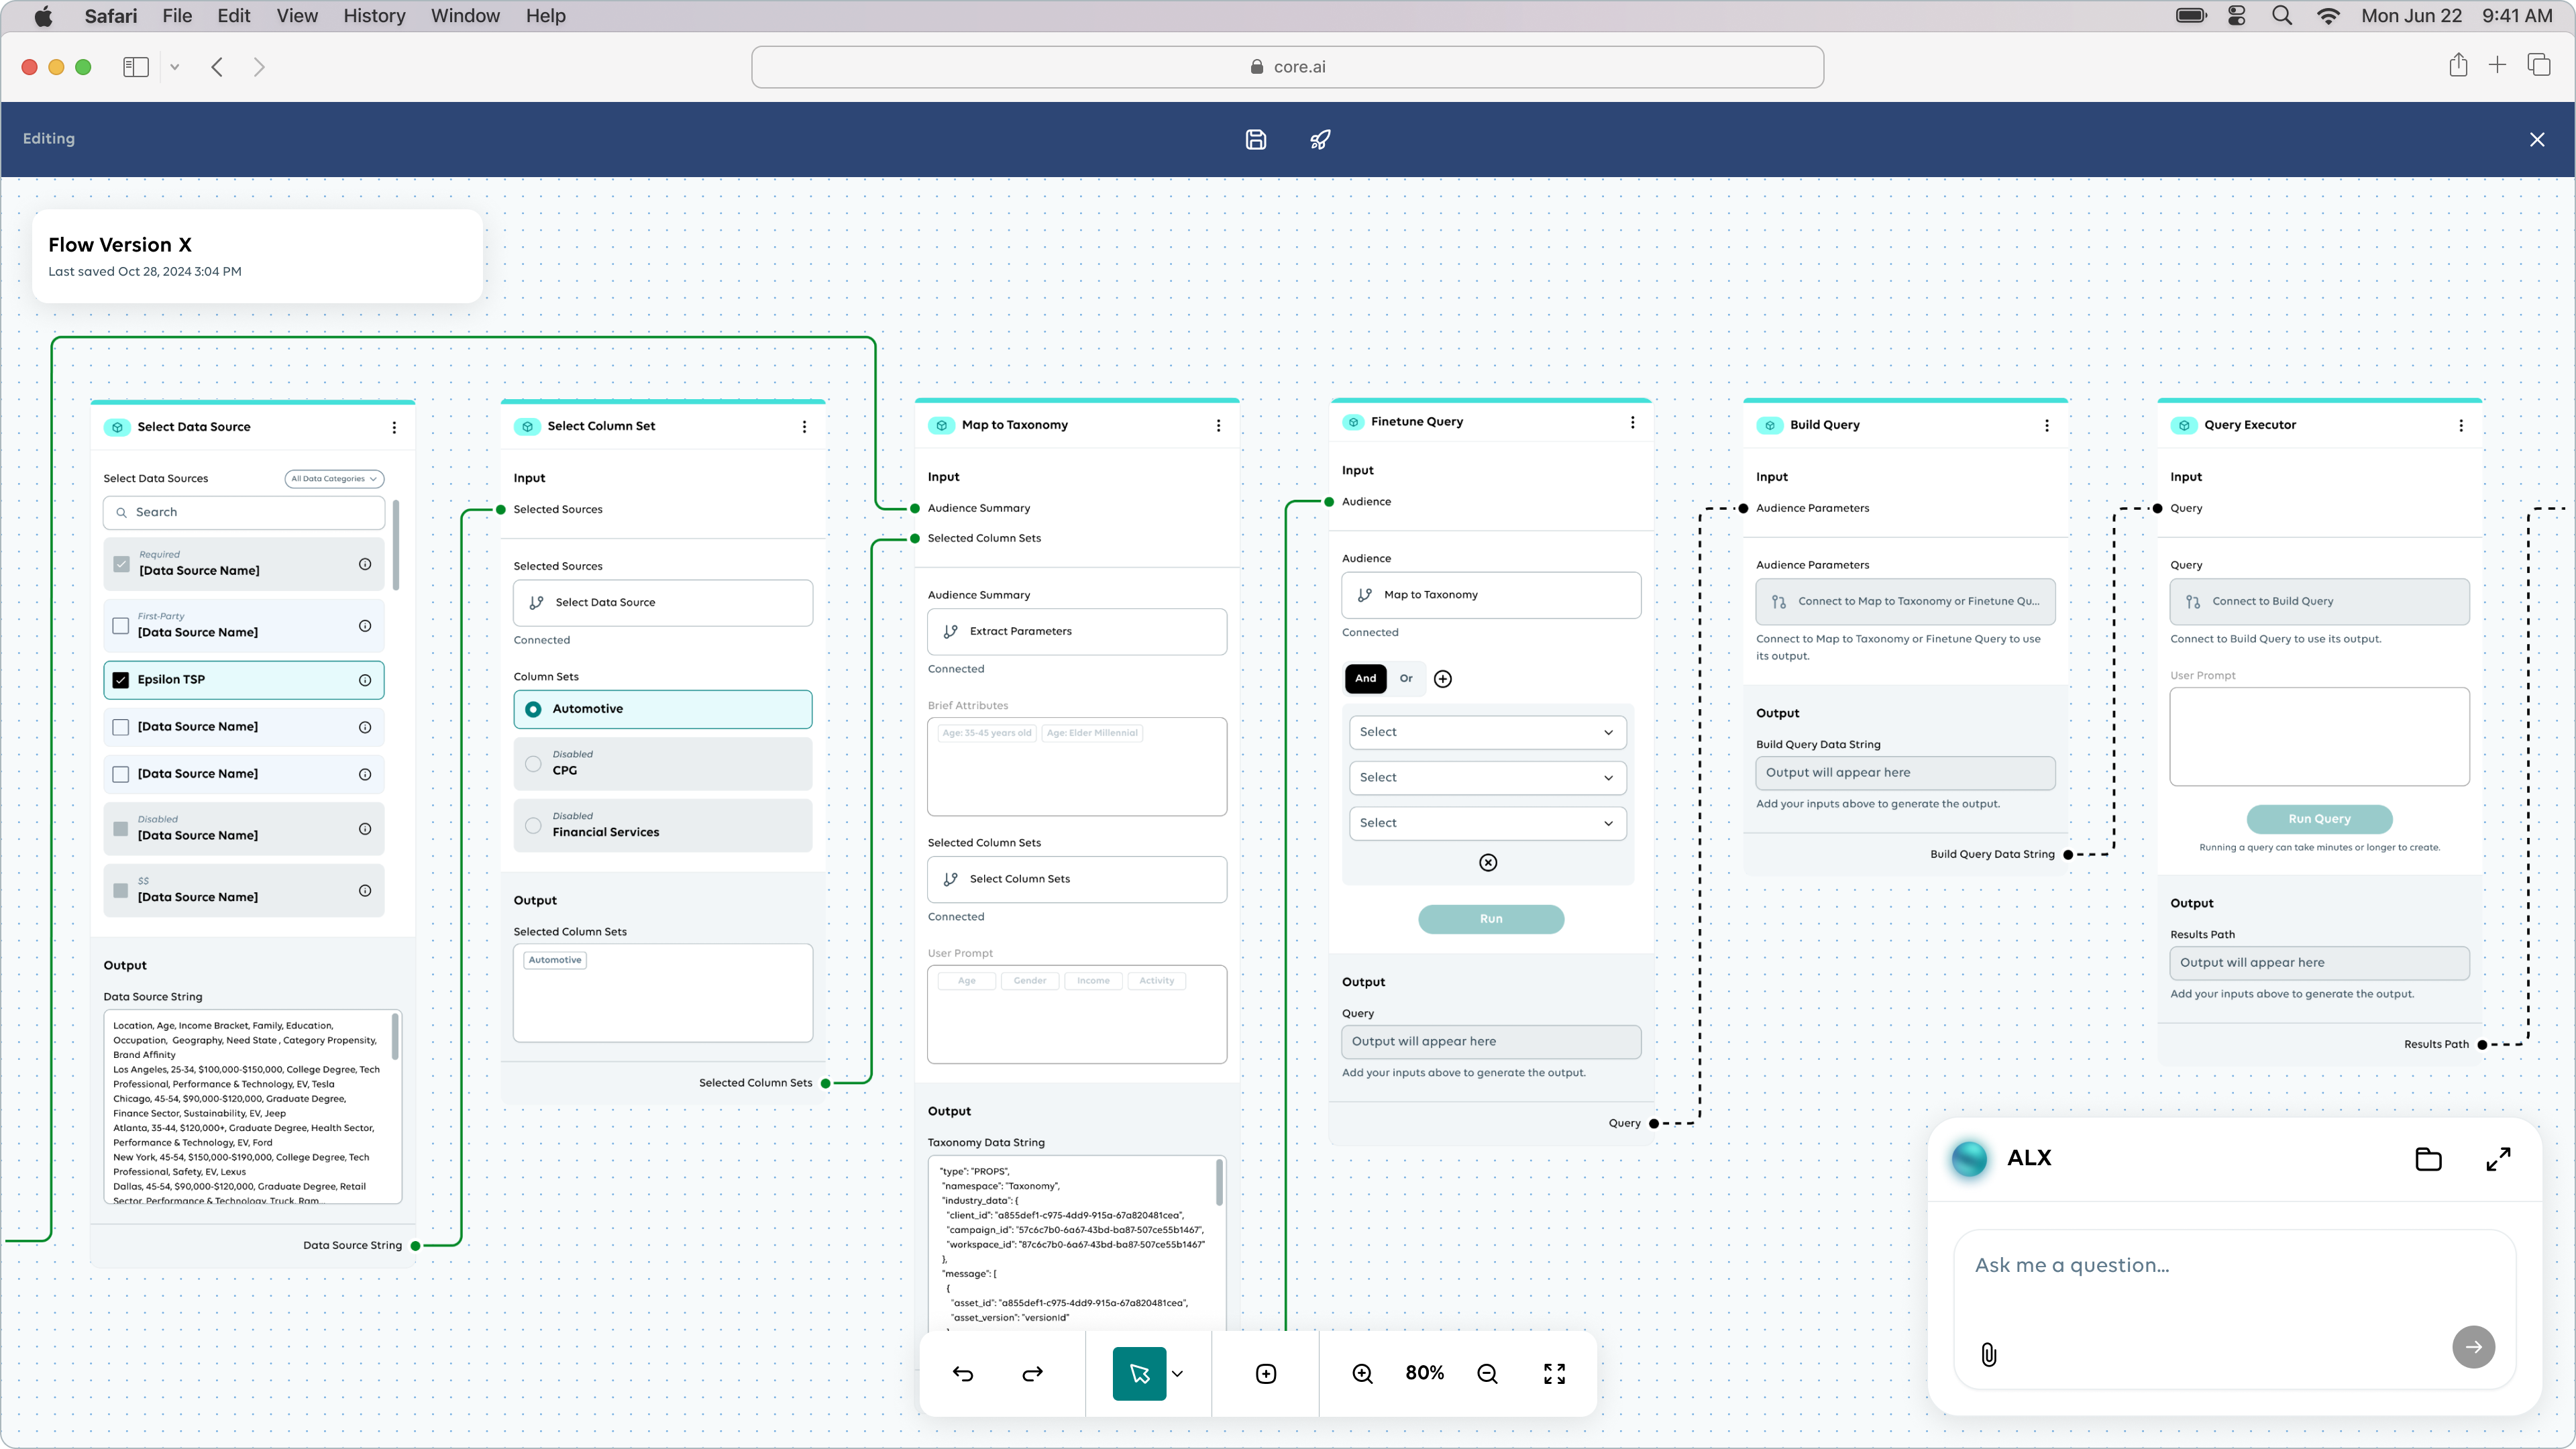 Safari File Edit View History Window Help
Mon Jun 22 9:41 AM
core.ai
Editing
Flow Version X
Last saved Oct 28, 2024 3:04 PM
Select Data Source
Select Data Sources
All Data Categories
Search
Required
[Data Source Name]
First-Party
[Data Source Name]
Epsilon TSP
[Data Source Name]
[Data Source Name]
Disabled
[Data Source Name]
SS
[Data Source Name]
Output
Data Source String
Location, Age, Income Bracket, Family, Education,
Occupation, Geography, Need State , Category Propensity,
Brand Affinity
Los Angeles, 25-34, $100,000-$150,000, College Degree, Tech
Professional, Performance & Technology, EV, Tesla
Chicago, 45-54, $90,000-$120,000, Graduate Degree,
Finance Sector, Sustainability, EV, Jeep
Atlanta, 35-44, $120,000+, Graduate Degree, Health Sector,
Performance & Technology, EV, Ford
New York, 45-54, $150,000-$190,000, College Degree, Tech
Professional, Safety, EV, Lexus
Dallas, 45-54, $90,000-$120,000, Graduate Degree, Retail
Sector, Performance & Technology, Truck, Ram...
Data Source String
Select Column Set
Input
Selected Sources
Selected Sources
Select Data Source
Connected
Column Sets
Automotive
Disabled
CPG
Disabled
Financial Services
Output
Selected Column Sets
Automotive
Selected Column Sets
Map to Taxonomy
Input
Audience Summary
Selected Column Sets
Audience Summary
Extract Parameters
Connected
Brief Attributes
Age: 35-45 years old
Age: Elder Millennial
Selected Column Sets
Select Column Sets
Connected
User Prompt
Age Gender Income Activity
Output
Taxonomy Data String
"type": "PROPS",
"namespace": "Taxonomy",
"industry_data": {
"client_id": "a855def1-c975-4dd9-915a-67a820481cea",
"campaign_id": "57c6c7b0-6a67-43bd-ba87-507ce55b1467",
"workspace_id": "87c6c7b0-6a67-43bd-ba87-507ce55b1467"
},
"message": [
{
"asset_id": "a855def1-c975-4dd9-915a-67a820481cea",
"asset_version": "versionId"
Finetune Query
Input
Audience
Audience
Map to Taxonomy
Connected
And Or
Select
Select
Select
Run
Output
Query
Output will appear here
Add your inputs above to generate the output.
Query
Build Query
Input
Audience Parameters
Audience Parameters
Connect to Map to Taxonomy or Finetune Qu...
Connect to Map to Taxonomy or Finetune Query to use
its output.
Output
Build Query Data String
Output will appear here
Add your inputs above to generate the output.
Build Query Data String
Query Executor
Input
Query
Query
Connect to Build Query
Connect to Build Query to use its output.
User Prompt
Run Query
Running a query can take minutes or longer to create.
Output
Results Path
Output will appear here
Add your inputs above to generate the output.
Results Path
ALX
Ask me a question...
80%